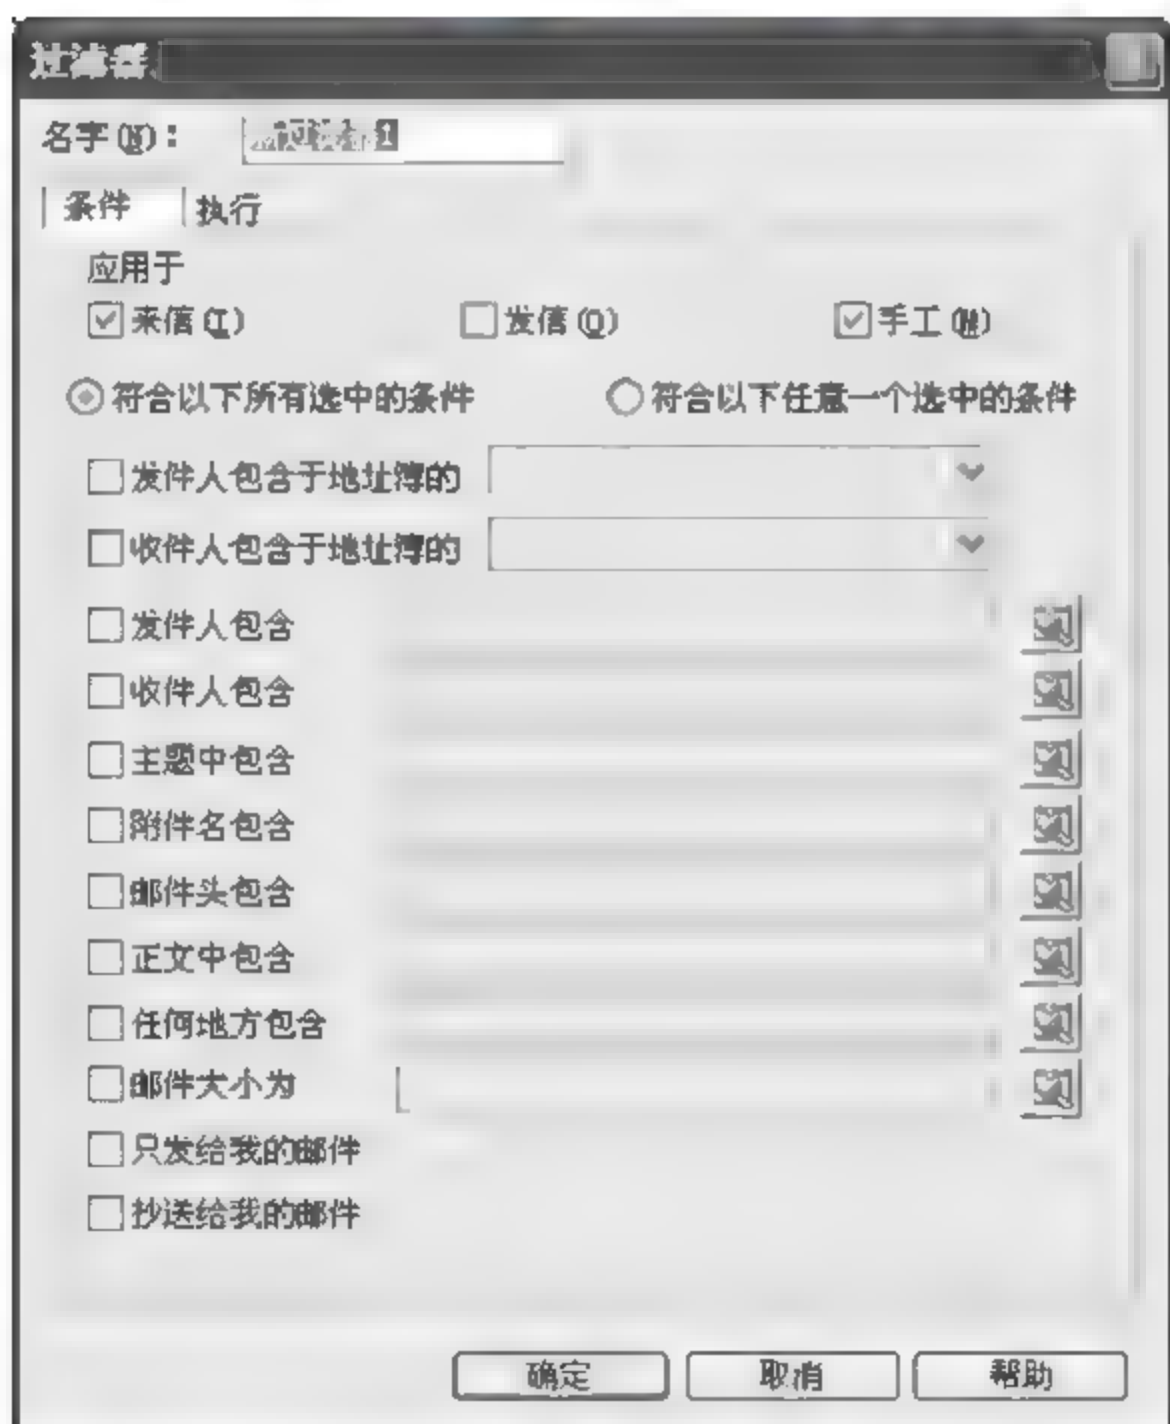 过滤器
名字(N):
条件 执行
应用于
来信(I) 发信(O) 手工(M)
符合以下所有选中的条件 符合以下任意一个选中的条件
发件人包含于地址簿的
收件人包含于地址簿的
发件人包含
收件人包含
主题中包含
附件名包含
邮件头包含
正文中包含
任何地方包含
邮件大小为
只发给我的邮件
抄送给我的邮件
确定 取消 帮助